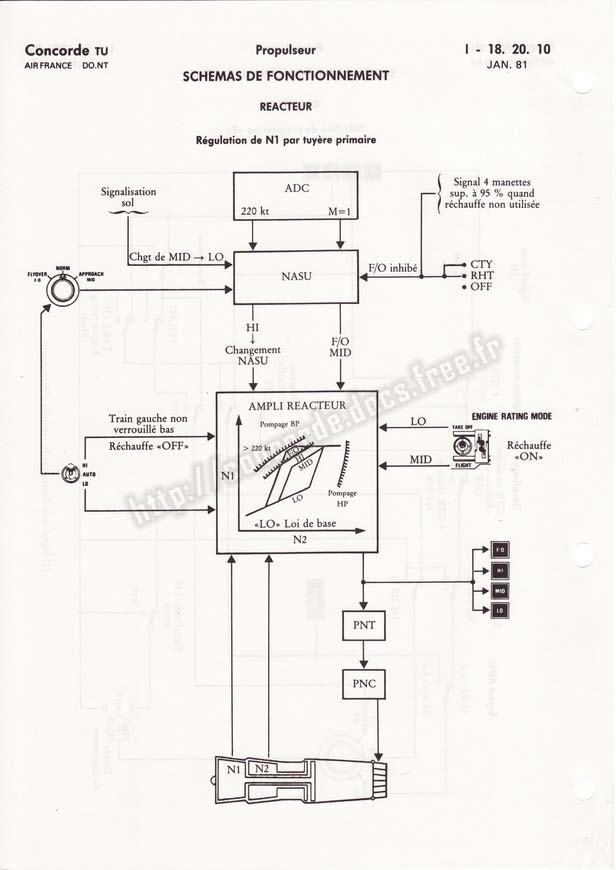 Concorde TU
AIR FRANCE DO.NT
Propulseur
I - 18. 20. 10
JAN. 81
SCHEMAS DE FONCTIONNEMENT
REACTEUR
Régulation de N1 par tuyère primaire
Signalisation
sol
ADC
220 kt M=1
Signal 4 manettes
sup. à 95 % quand
réchauffe non utilisée
Chgt de MID → LO
NASU
F/O inhibé
CTY
RHT
OFF
FLYOVER
F/O
NORM
APPROACH
MID
HI
↓
Changement
NASU
F/O
MID
AMPLI REACTEUR
Pompage BP
> 220 kt
F/O
HI
MID
LO
N1
Pompage
HP
«LO» Loi de base
N2
Train gauche non
verrouillé bas
Réchauffe «OFF»
HI
AUTO
LO
LO
MID
ENGINE RATING MODE
TAKE OFF
FLIGHT
Réchauffe
«ON»
F/O
HI
MID
LO
PNT
PNC
N1
N2
http://concorde.docs.free.fr